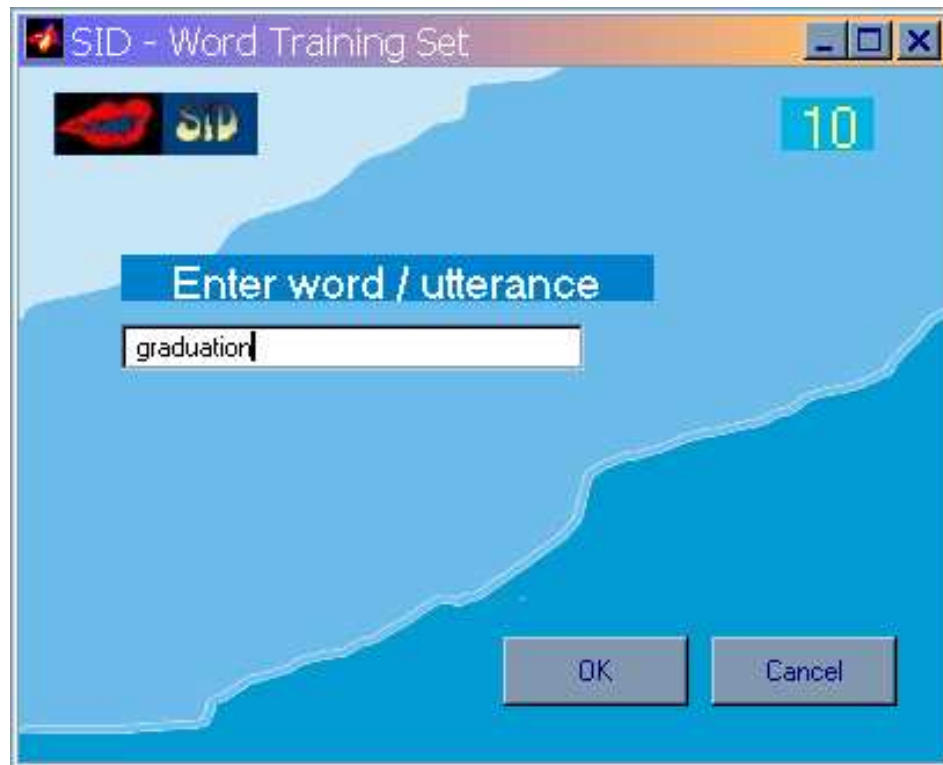 SID - Word Training Set
SID
10
Enter word / utterance
graduation
OK
Cancel